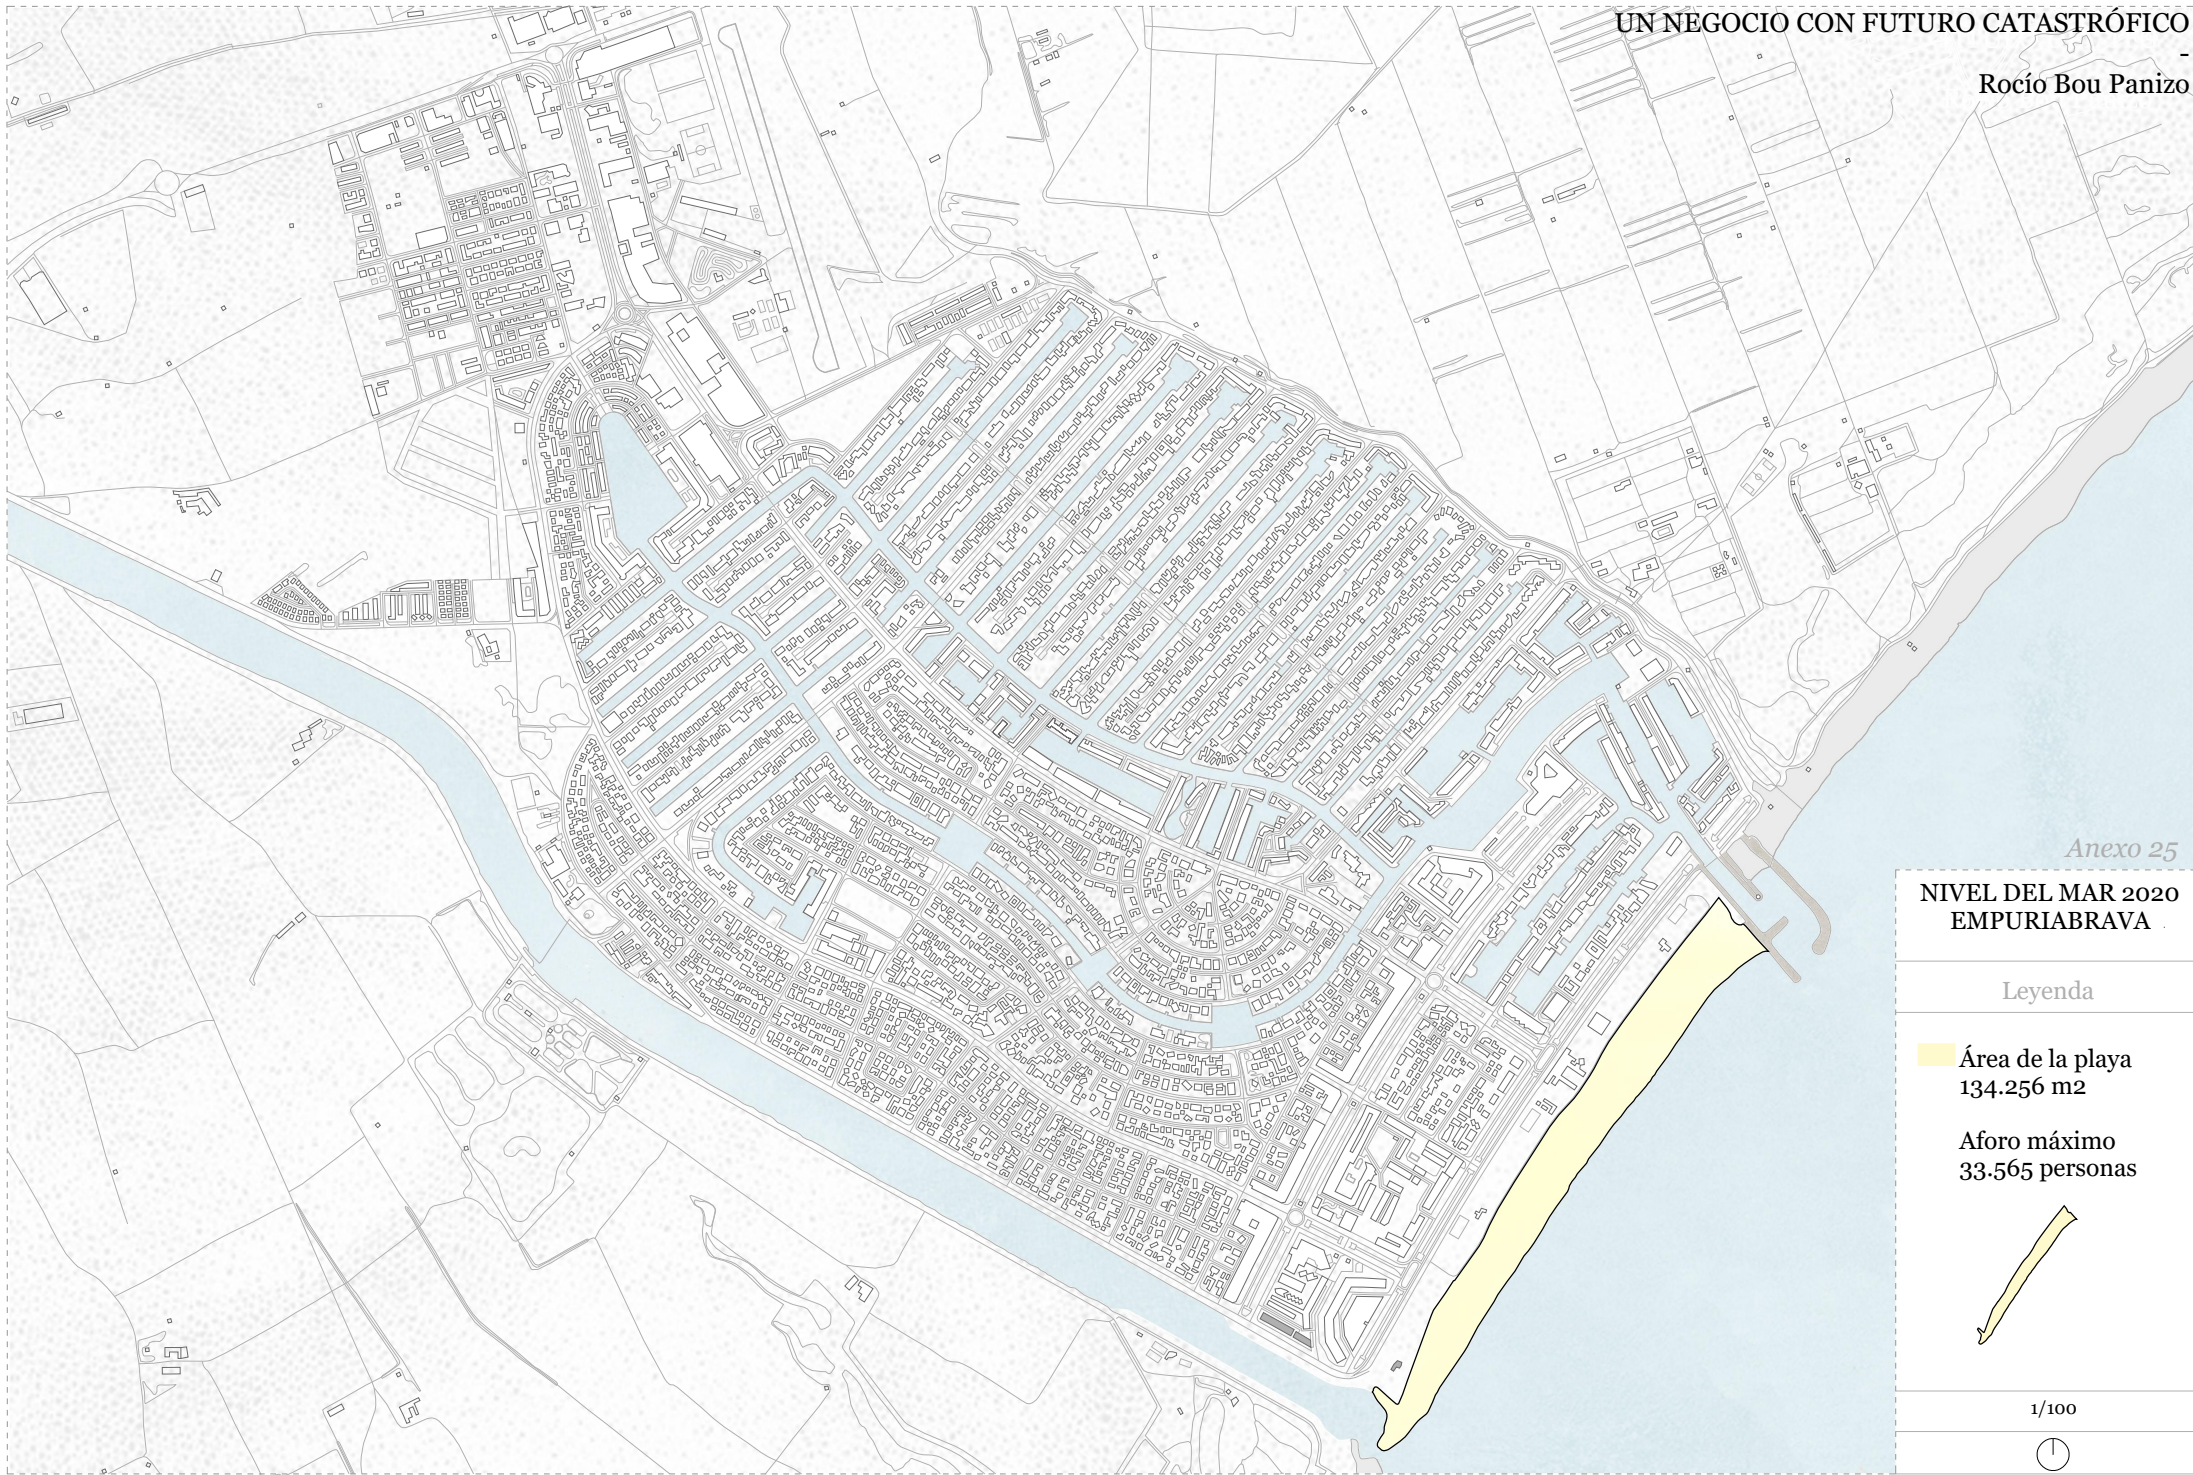 UN NEGOCIO CON FUTURO CATASTRÓFICO
-
Rocío Bou Panizo
Anexo 25
NIVEL DEL MAR 2020
EMPURIABRAVA
Leyenda
Área de la playa
134.256 m2
Aforo máximo
33.565 personas
1/100